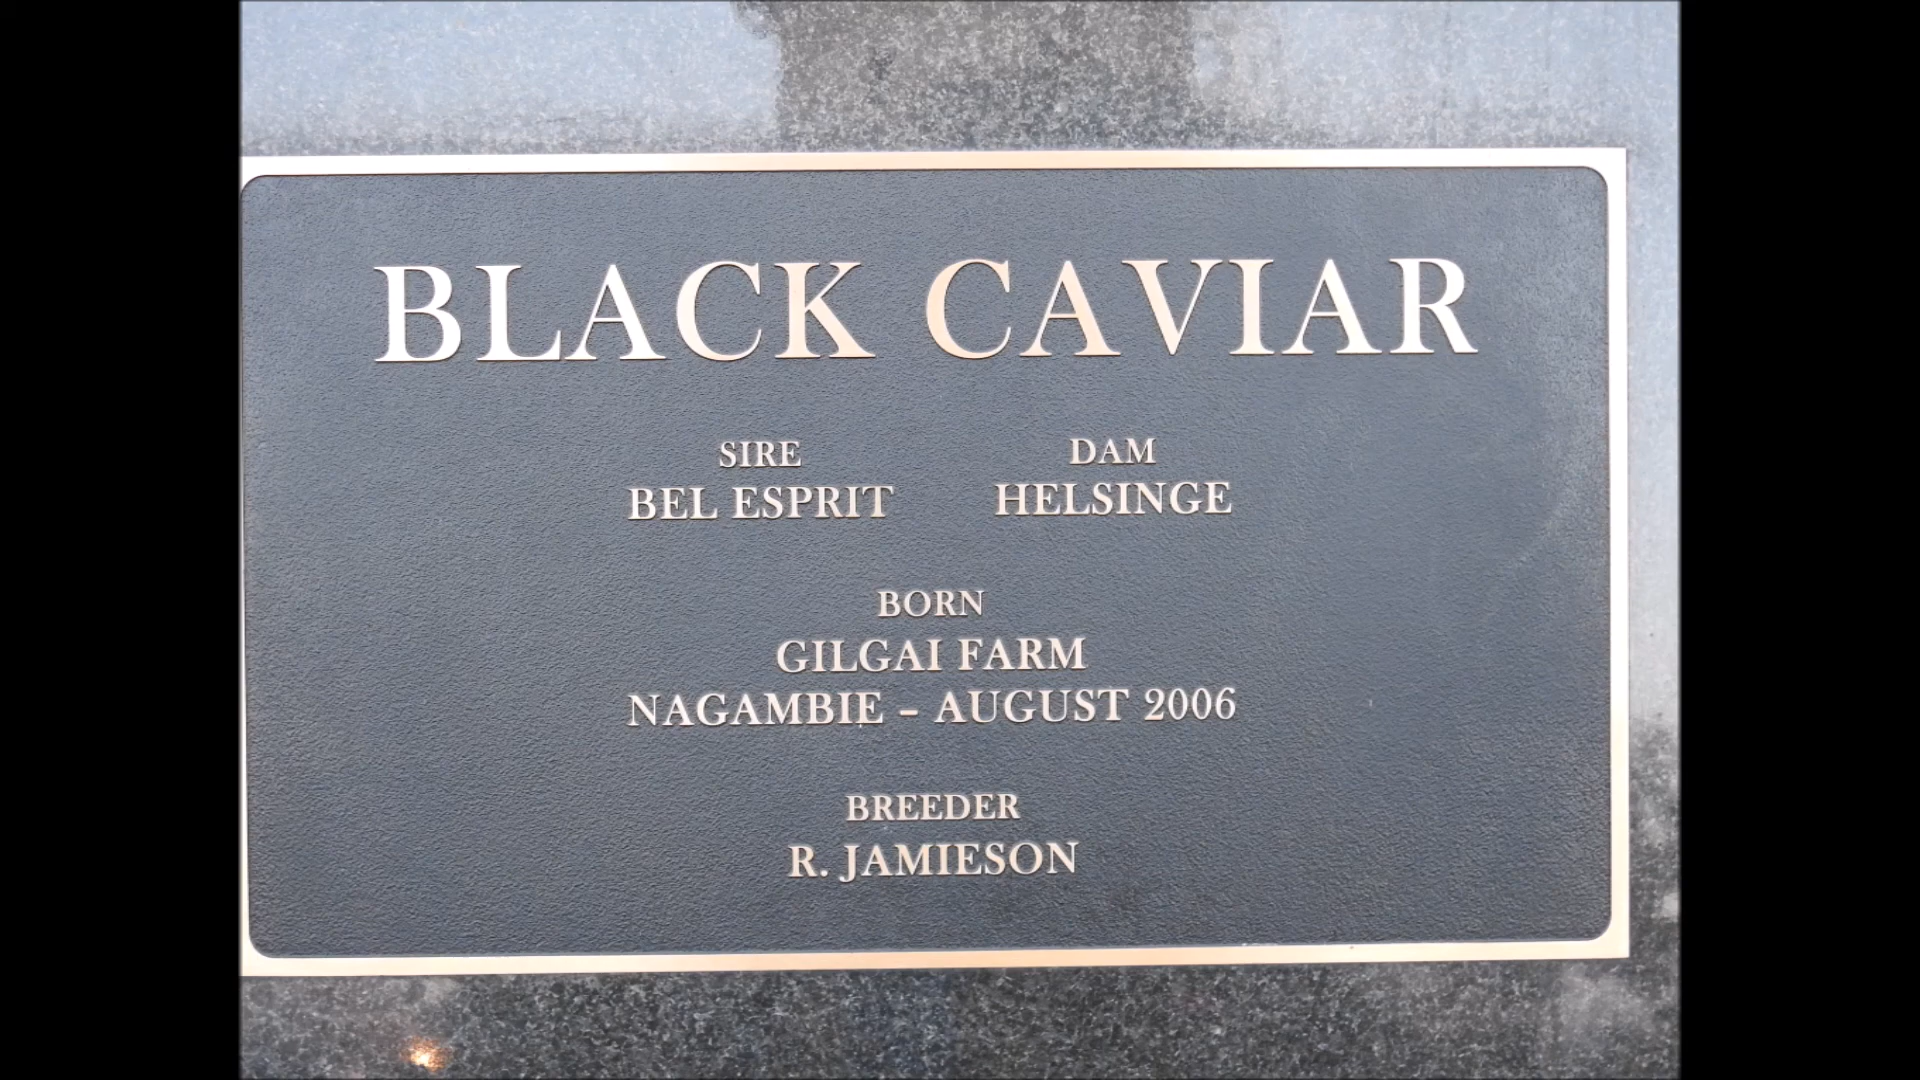 BLACK CAVIAR
SIRE DAM
BEL ESPRIT HELSINGE
BORN
GILGAI FARM
NAGAMBIE – AUGUST 2006
BREEDER
R. JAMIESON